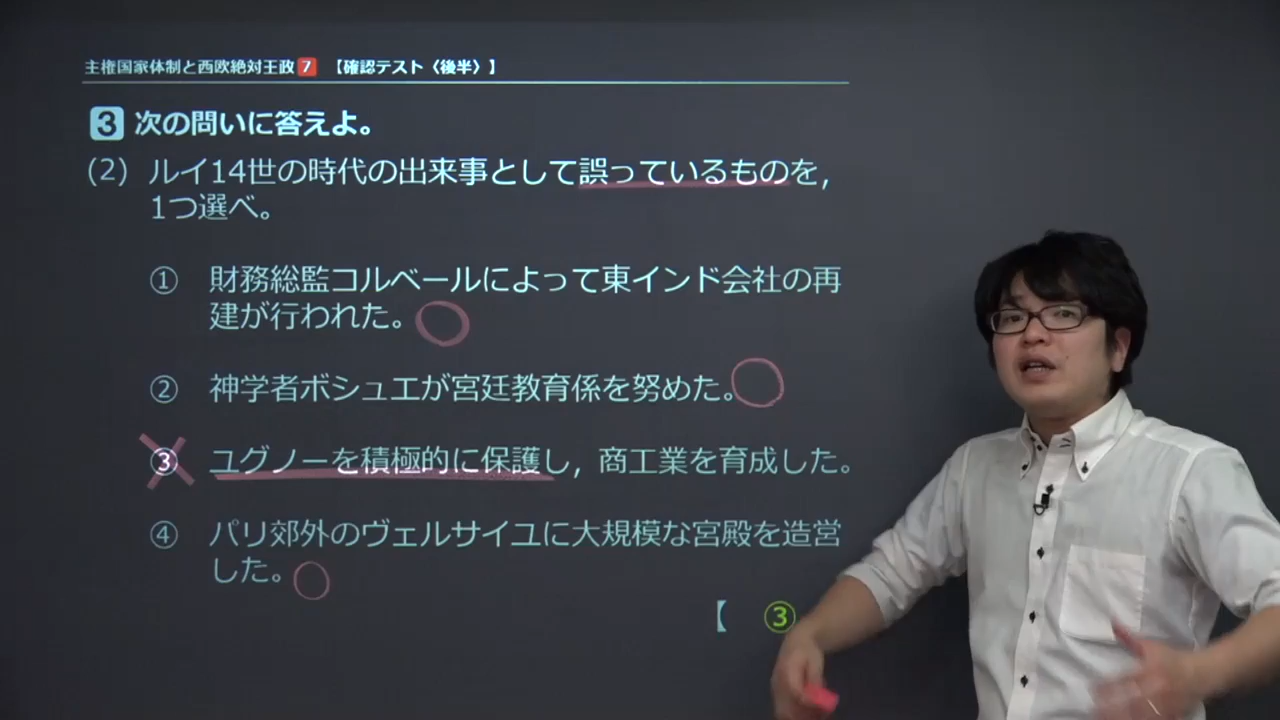 主権国家体制と西欧絶対王政7 【確認テスト〈後半〉】
3 次の問いに答えよ。
(2) ルイ14世の時代の出来事として誤っているものを,
1つ選べ。
① 財務総監コルベールによって東インド会社の再
建が行われた。
② 神学者ボシュエが宮廷教育係を努めた。
③ ユグノーを積極的に保護し, 商工業を育成した。
④ パリ郊外のヴェルサイユに大規模な宮殿を造営
した。
【 ③